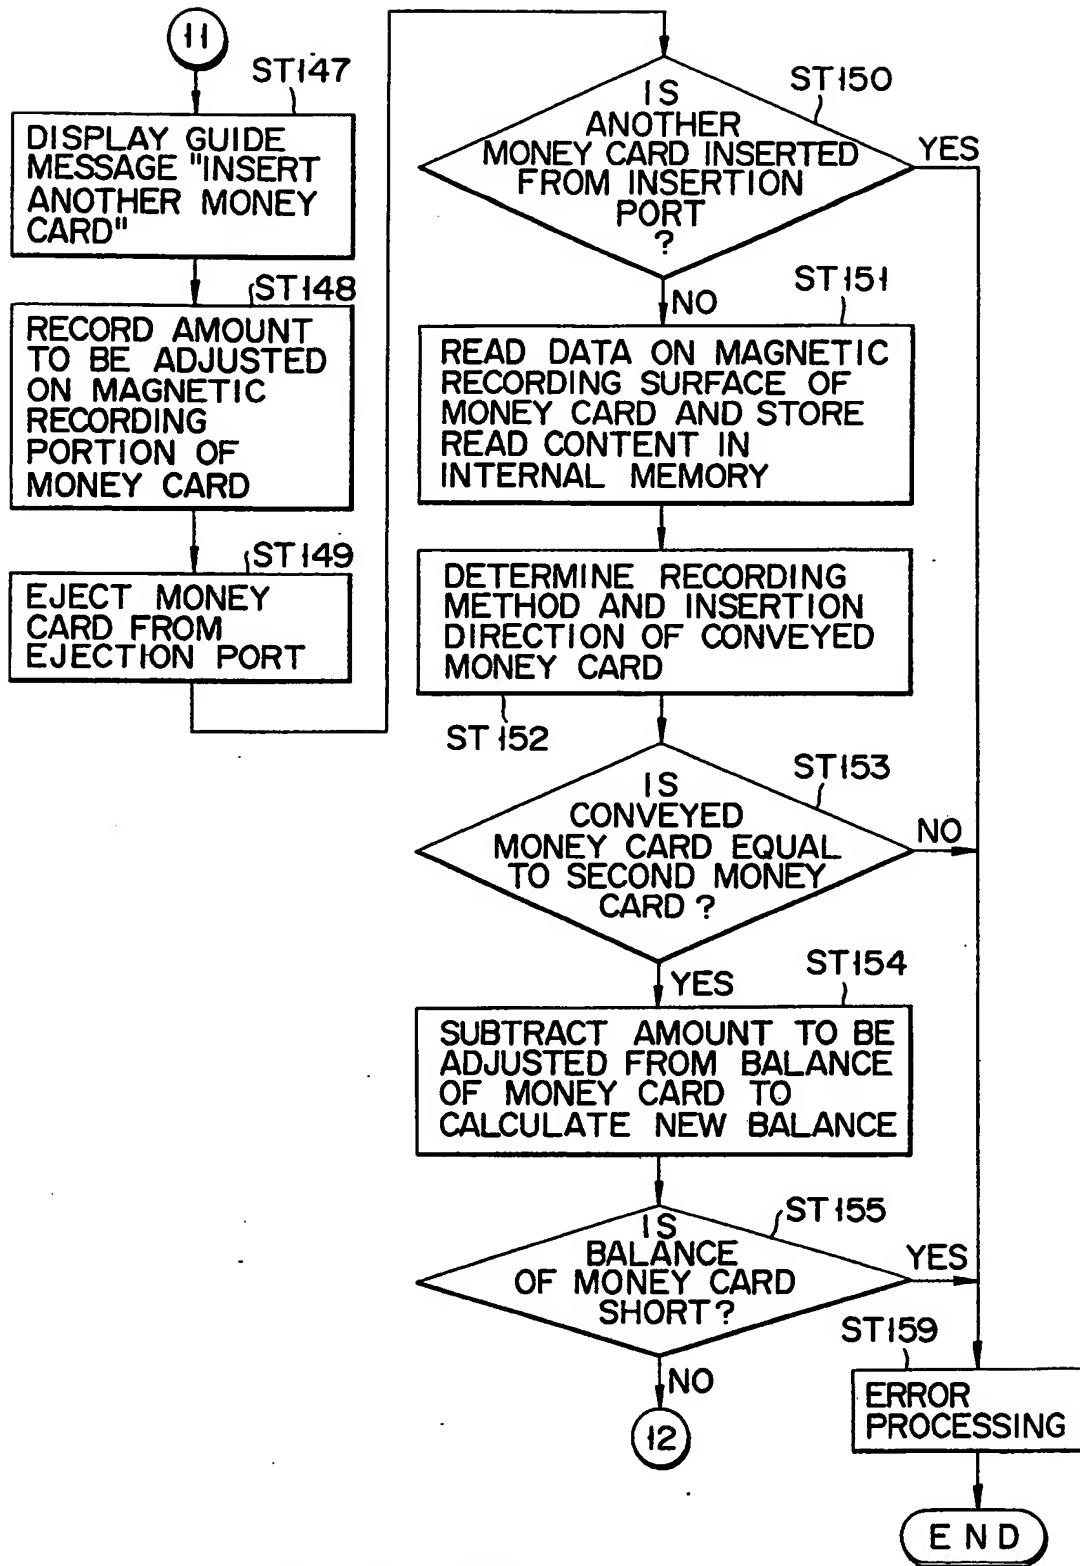 11
ST147
DISPLAY GUIDE
MESSAGE "INSERT
ANOTHER MONEY
CARD"
ST148
RECORD AMOUNT
TO BE ADJUSTED
ON MAGNETIC
RECORDING
PORTION OF
MONEY CARD
ST149
EJECT MONEY
CARD FROM
EJECTION PORT
ST150
IS
ANOTHER
MONEY CARD INSERTED
FROM INSERTION
PORT
?
YES
NO
ST151
READ DATA ON MAGNETIC
RECORDING SURFACE OF
MONEY CARD AND STORE
READ CONTENT IN
INTERNAL MEMORY
DETERMINE RECORDING
METHOD AND INSERTION
DIRECTION OF CONVEYED
MONEY CARD
ST152
ST153
IS
CONVEYED
MONEY CARD EQUAL
TO SECOND MONEY
CARD?
NO
YES
ST154
SUBTRACT AMOUNT TO BE
ADJUSTED FROM BALANCE
OF MONEY CARD TO
CALCULATE NEW BALANCE
ST155
IS
BALANCE
OF MONEY CARD
SHORT?
YES
NO
12
ST159
ERROR
PROCESSING
END